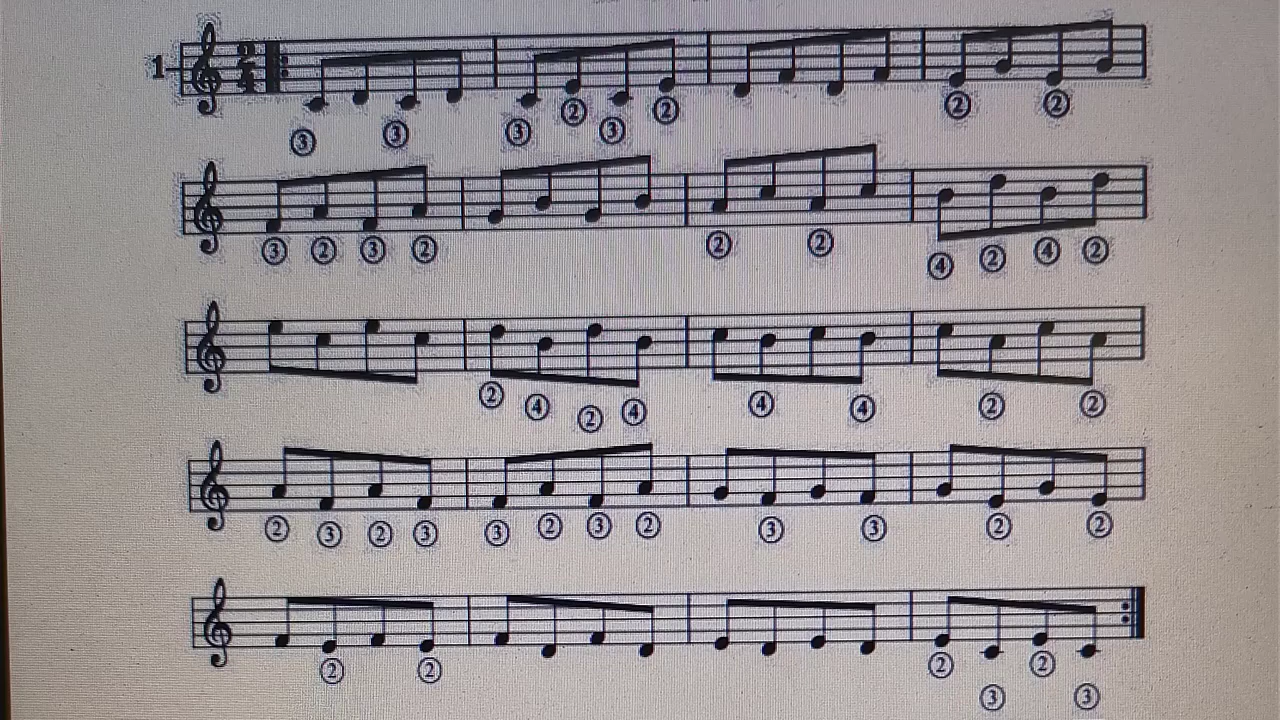 1
2 4
③ ③ ③ ② ③ ② ② ②
③ ② ③ ② ② ② ④ ② ④ ②
② ④ ② ④ ④ ④ ② ②
② ③ ② ③ ③ ② ③ ② ③ ③ ② ②
② ② ② ③ ② ③